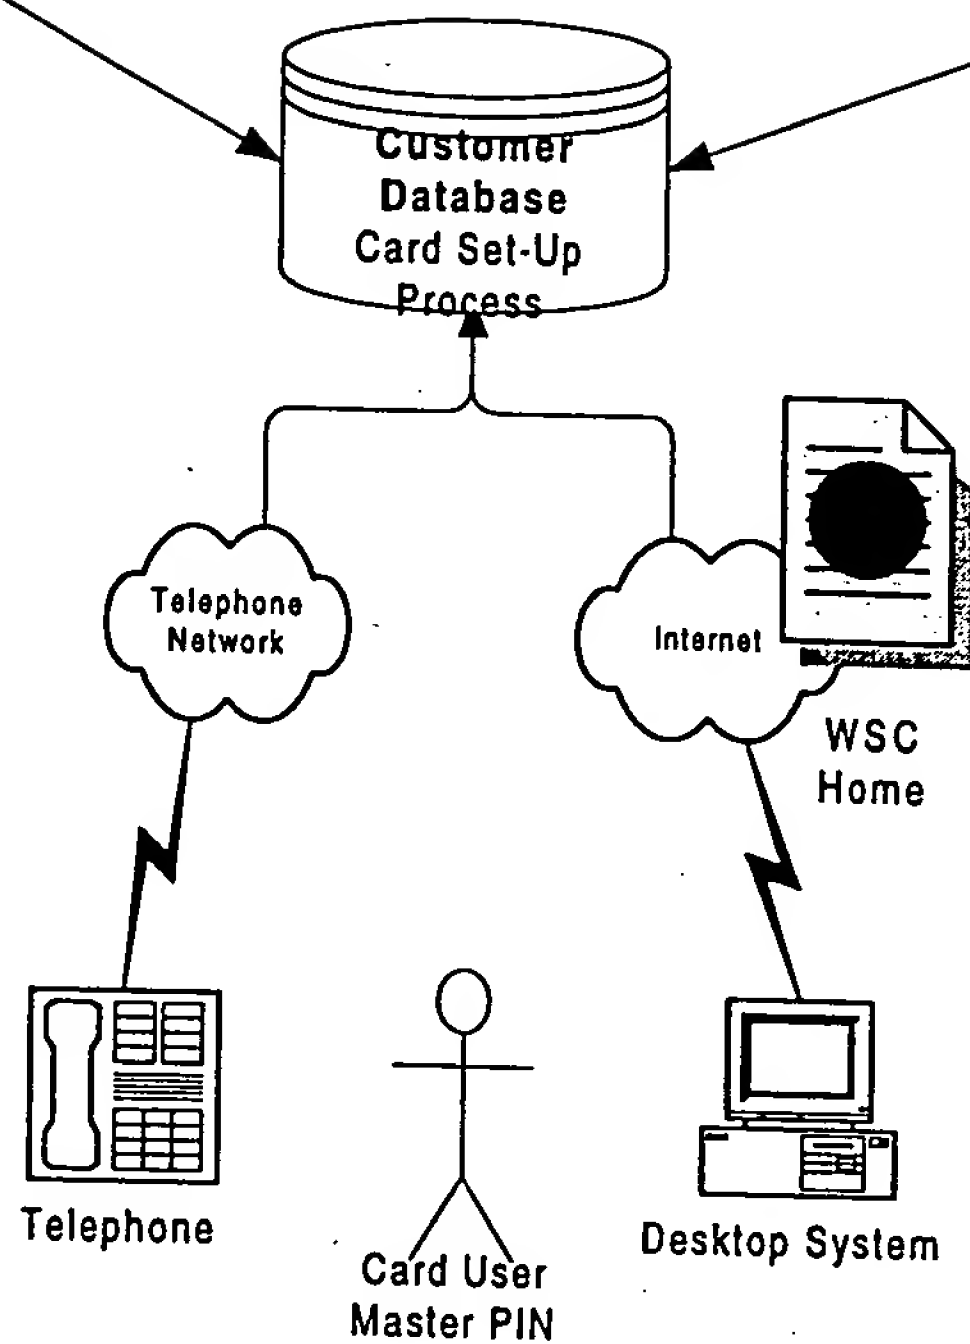 Customer
Database
Card Set-Up
Process
Telephone
Network
Internet
WSC
Home
Telephone
Card User
Master PIN
Desktop System